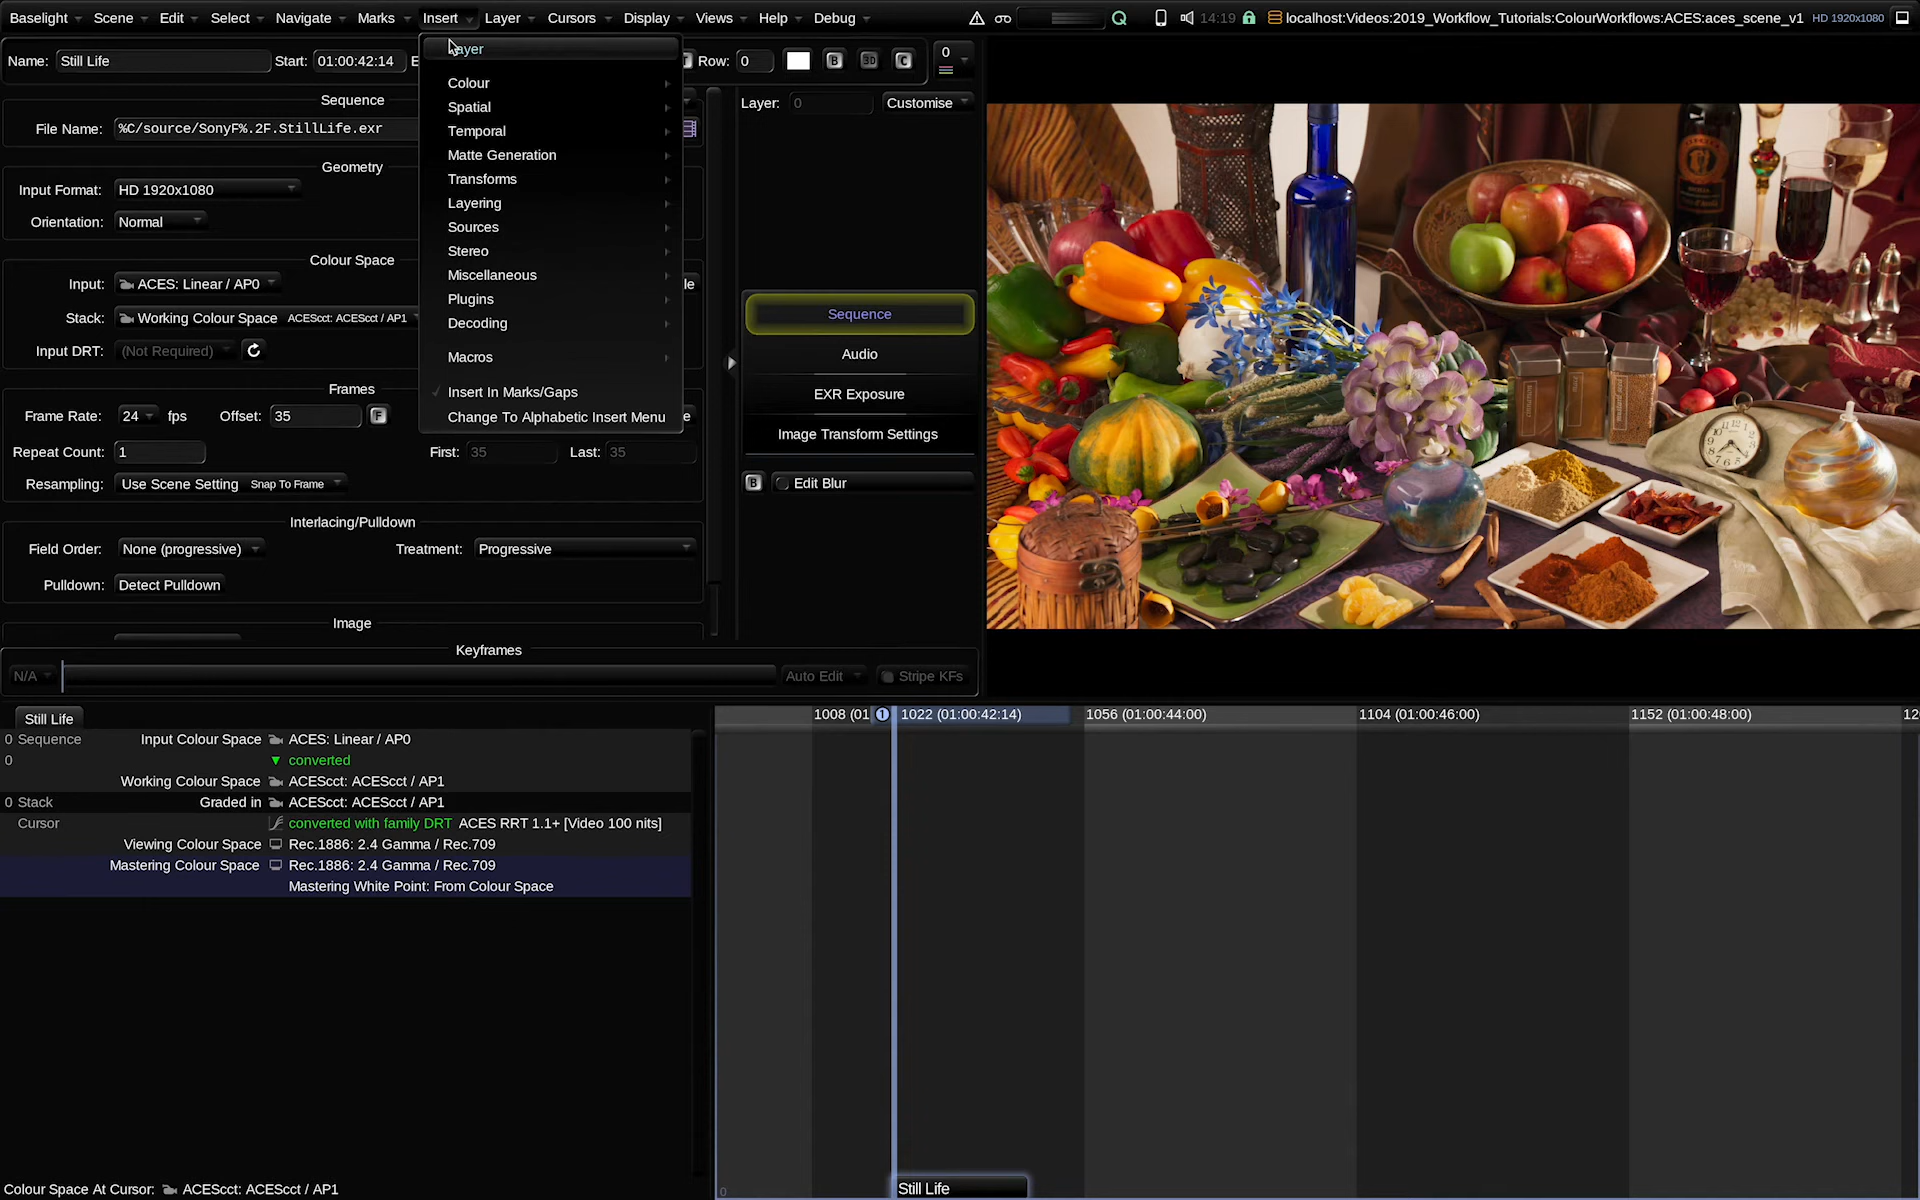 Baselight Scene Edit Select Navigate Marks Insert Layer Cursors Display Views Help Debug 14:19 localhost:Videos:2019_Workflow_Tutorials:ColourWorkflows:ACES:aces_scene_v1 HD 1920x1080
Name: Still Life Start: 01:00:42:14 Row: 0 B 3D C 0
Layer
Colour
Spatial
Temporal
Matte Generation
Transforms
Layering
Sources
Stereo
Miscellaneous
Plugins
Decoding
Macros
Insert In Marks/Gaps
Change To Alphabetic Insert Menu
Sequence
File Name: %C/source/SonyF%.2F.StillLife.exr
Geometry
Input Format: HD 1920x1080
Orientation: Normal
Colour Space
Input: ACES: Linear / AP0
Stack: Working Colour Space ACEScct: ACEScct / AP1
Input DRT: (Not Required)
Frames
Frame Rate: 24 fps Offset: 35 F
Repeat Count: 1 First: 35 Last: 35
Resampling: Use Scene Setting Snap To Frame
Interlacing/Pulldown
Field Order: None (progressive) Treatment: Progressive
Pulldown: Detect Pulldown
Image
Layer: 0 Customise
Sequence
Audio
EXR Exposure
Image Transform Settings
B Edit Blur
Keyframes
N/A Auto Edit Stripe KFs
Still Life
0 Sequence Input Colour Space ACES: Linear / AP0
0 converted
Working Colour Space ACEScct: ACEScct / AP1
0 Stack Graded in ACEScct: ACEScct / AP1
Cursor converted with family DRT ACES RRT 1.1+ [Video 100 nits]
Viewing Colour Space Rec.1886: 2.4 Gamma / Rec.709
Mastering Colour Space Rec.1886: 2.4 Gamma / Rec.709
Mastering White Point: From Colour Space
1008 (01 1 1022 (01:00:42:14) 1056 (01:00:44:00) 1104 (01:00:46:00) 1152 (01:00:48:00) 12
0 Still Life
Colour Space At Cursor: ACEScct: ACEScct / AP1